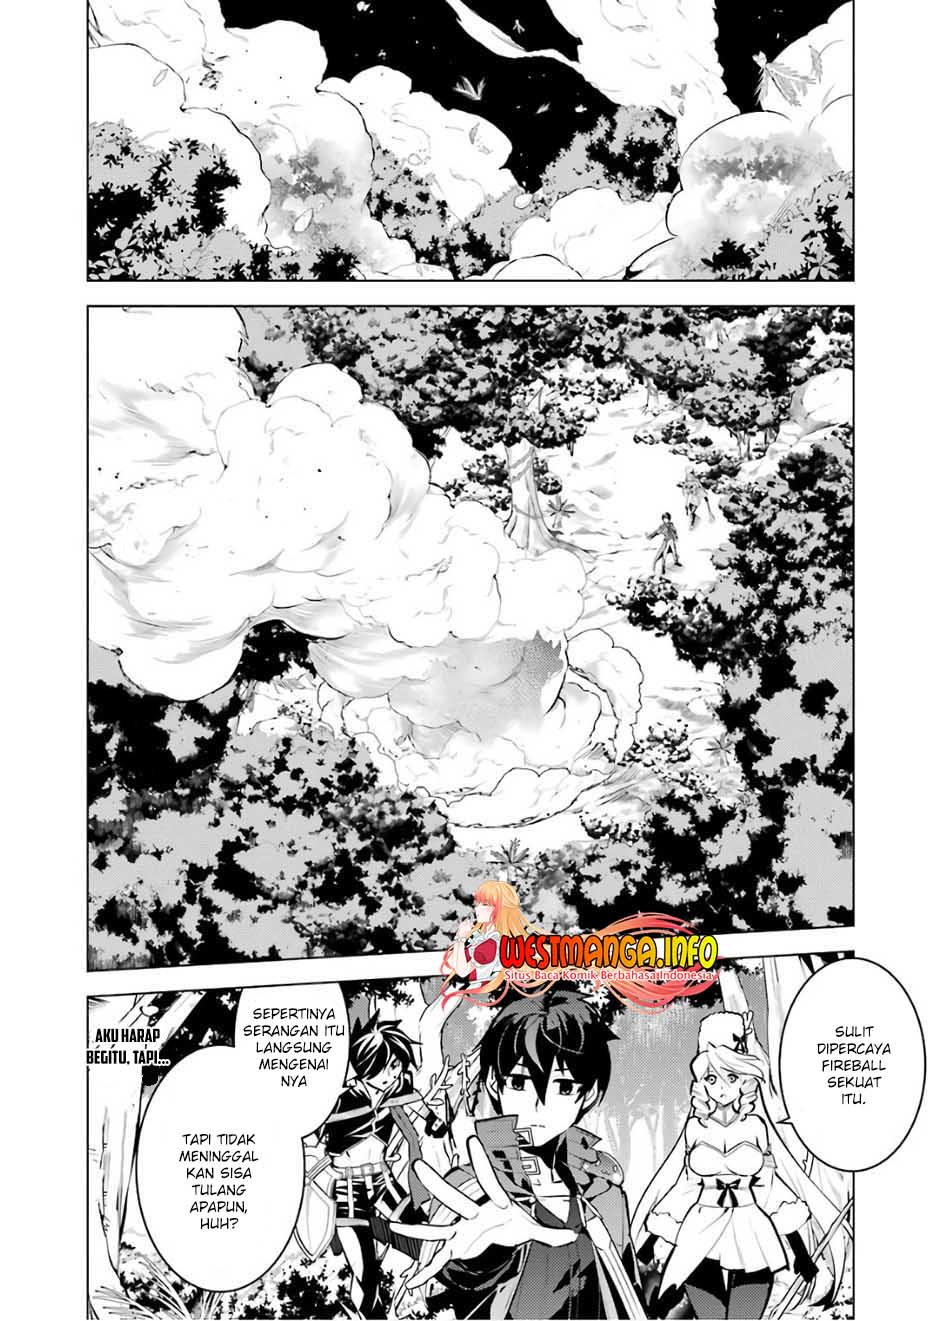 WESTMANGA.INFO
Situs Baca Komik Berbahasa Indonesia
SULIT
DIPERCAYA
FIREBALL
SEKUAT
ITU.
SEPERTINYA
SERANGAN ITU
LANGSUNG
MENGENAI
NYA
TAPI TIDAK
MENINGGAL
KAN SISA
TULANG
APAPUN,
HUH?
AKU HARAP
BEGITU, TAPI...